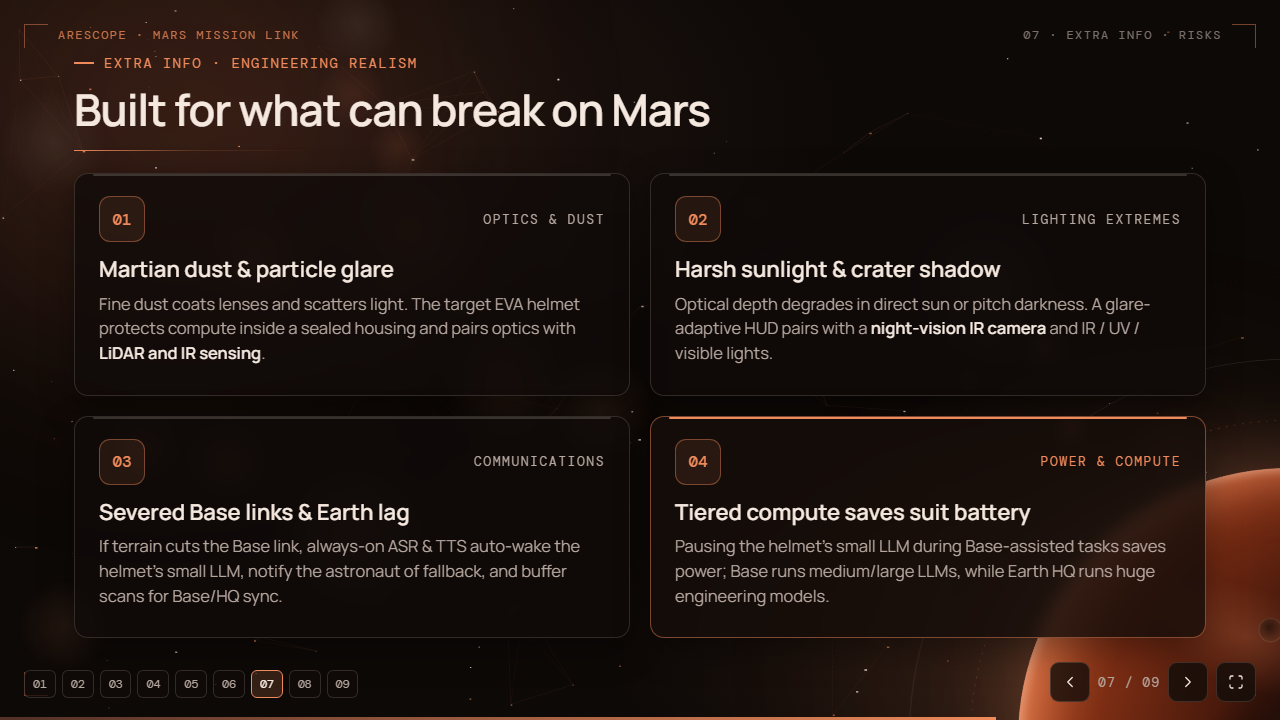 ARESCOPE · MARS MISSION LINK
07 · EXTRA INFO · RISKS
EXTRA INFO · ENGINEERING REALISM
Built for what can break on Mars
01
OPTICS & DUST
Martian dust & particle glare
Fine dust coats lenses and scatters light. The target EVA helmet
protects compute inside a sealed housing and pairs optics with
LiDAR and IR sensing.
02
LIGHTING EXTREMES
Harsh sunlight & crater shadow
Optical depth degrades in direct sun or pitch darkness. A glare-
adaptive HUD pairs with a night-vision IR camera and IR / UV /
visible lights.
03
COMMUNICATIONS
Severed Base links & Earth lag
If terrain cuts the Base link, always-on ASR & TTS auto-wake the
helmet's small LLM, notify the astronaut of fallback, and buffer
scans for Base/HQ sync.
04
POWER & COMPUTE
Tiered compute saves suit battery
Pausing the helmet's small LLM during Base-assisted tasks saves
power; Base runs medium/large LLMs, while Earth HQ runs huge
engineering models.
01 02 03 04 05 06 07 08 09
07 / 09